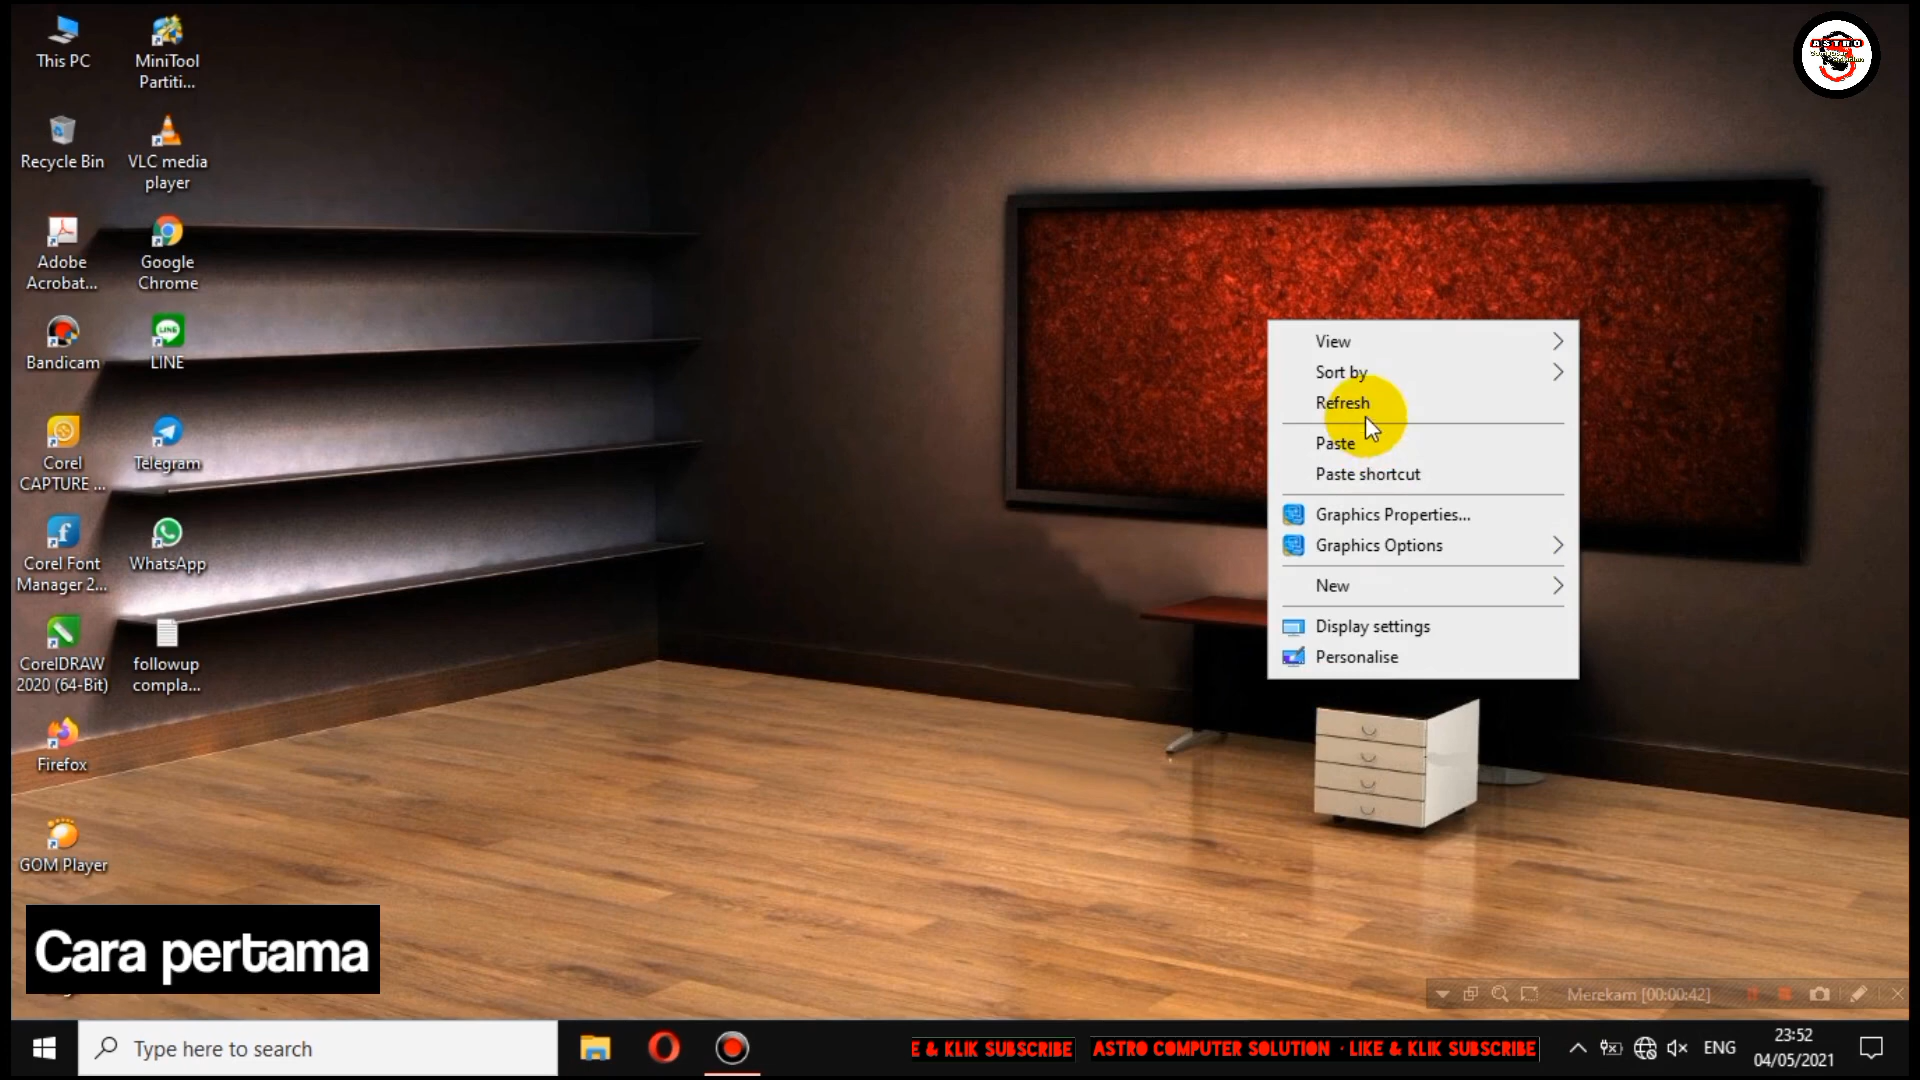 This PC
MiniTool
Partiti...
Recycle Bin
VLC media
player
Adobe
Acrobat...
Google
Chrome
Bandicam
LINE
LINE
Corel
CAPTURE ...
Telegram
Corel Font
Manager 2...
WhatsApp
CorelDRAW
2020 (64-Bit)
followup
compla...
Firefox
GOM Player
Cara pertama
ASTRO
View
Sort by
Refresh
Paste
Paste shortcut
Graphics Properties...
Graphics Options
New
Display settings
Personalise
Merekam [00:00:42]
Type here to search
E & KLIK SUBSCRIBE
ASTRO COMPUTER SOLUTION · LIKE & KLIK SUBSCRIBE
ENG
23:52
04/05/2021